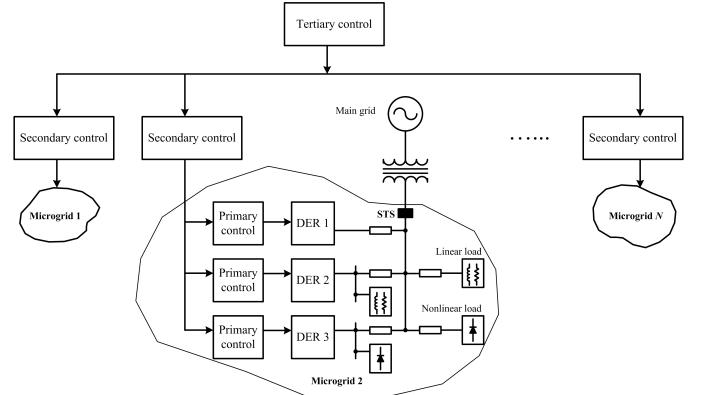 Tertiary control
Main grid
Secondary control
Secondary control
......
Secondary control
Microgrid 1
STS
Microgrid N
Primary
control
DER 1
Linear load
Primary
control
DER 2
Nonlinear load
Primary
control
DER 3
Microgrid 2